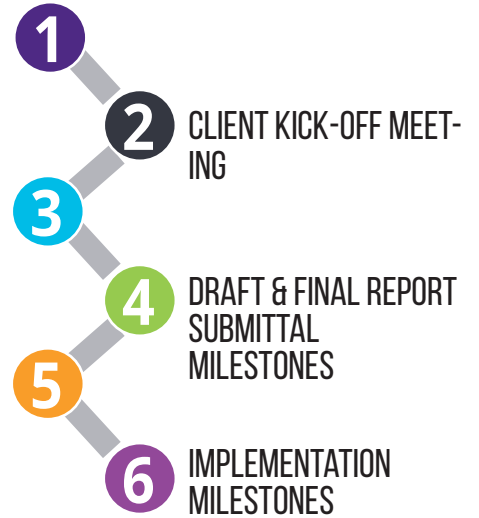 1
2
CLIENT KICK-OFF MEET-
ING
3
4
DRAFT & FINAL REPORT
SUBMITTAL
MILESTONES
5
6
IMPLEMENTATION
MILESTONES